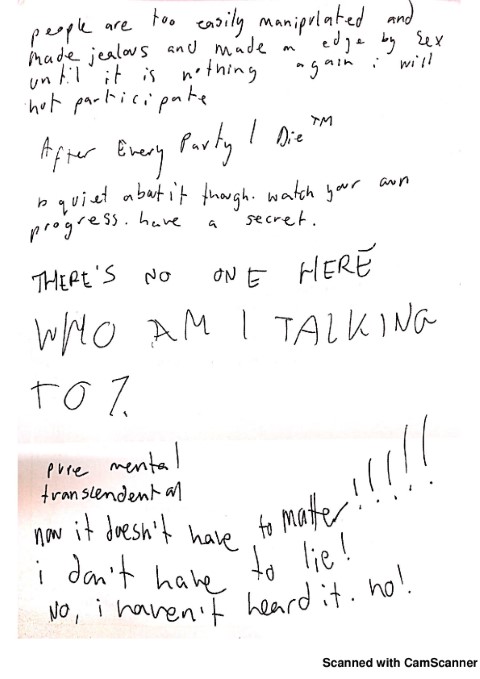 people are too easily manipulated and
made jealous and made on edge by sex
until it is nothing again i will
not participate
After Every Party I Die™
b quiet about it though. watch your own
progress. have a secret.
THERE'S NO ONE HERE
WHO AM I TALKING
TO?
pure mental
transcendental
now it doesn't have to matter!!!!!!
i don't have to lie!
No, i haven't heard it. no!
Scanned with CamScanner